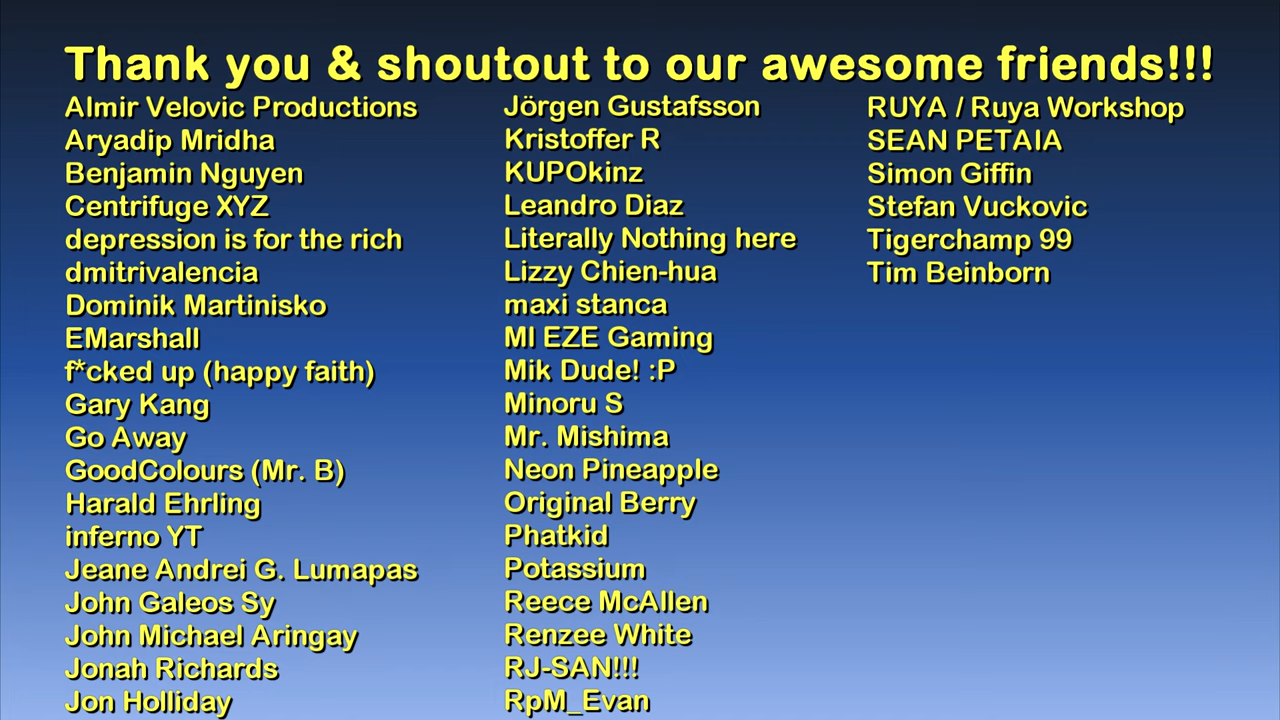 Thank you & shoutout to our awesome friends!!!
Almir Velovic Productions
Aryadip Mridha
Benjamin Nguyen
Centrifuge XYZ
depression is for the rich
dmitrivalencia
Dominik Martinisko
EMarshall
f*cked up (happy faith)
Gary Kang
Go Away
GoodColours (Mr. B)
Harald Ehrling
inferno YT
Jeane Andrei G. Lumapas
John Galeos Sy
John Michael Aringay
Jonah Richards
Jon Holliday
Jörgen Gustafsson
Kristoffer R
KUPOkinz
Leandro Diaz
Literally Nothing here
Lizzy Chien-hua
maxi stanca
MI EZE Gaming
Mik Dude! :P
Minoru S
Mr. Mishima
Neon Pineapple
Original Berry
Phatkid
Potassium
Reece McAllen
Renzee White
RJ-SAN!!!
RpM_Evan
RUYA / Ruya Workshop
SEAN PETAIA
Simon Giffin
Stefan Vuckovic
Tigerchamp 99
Tim Beinborn